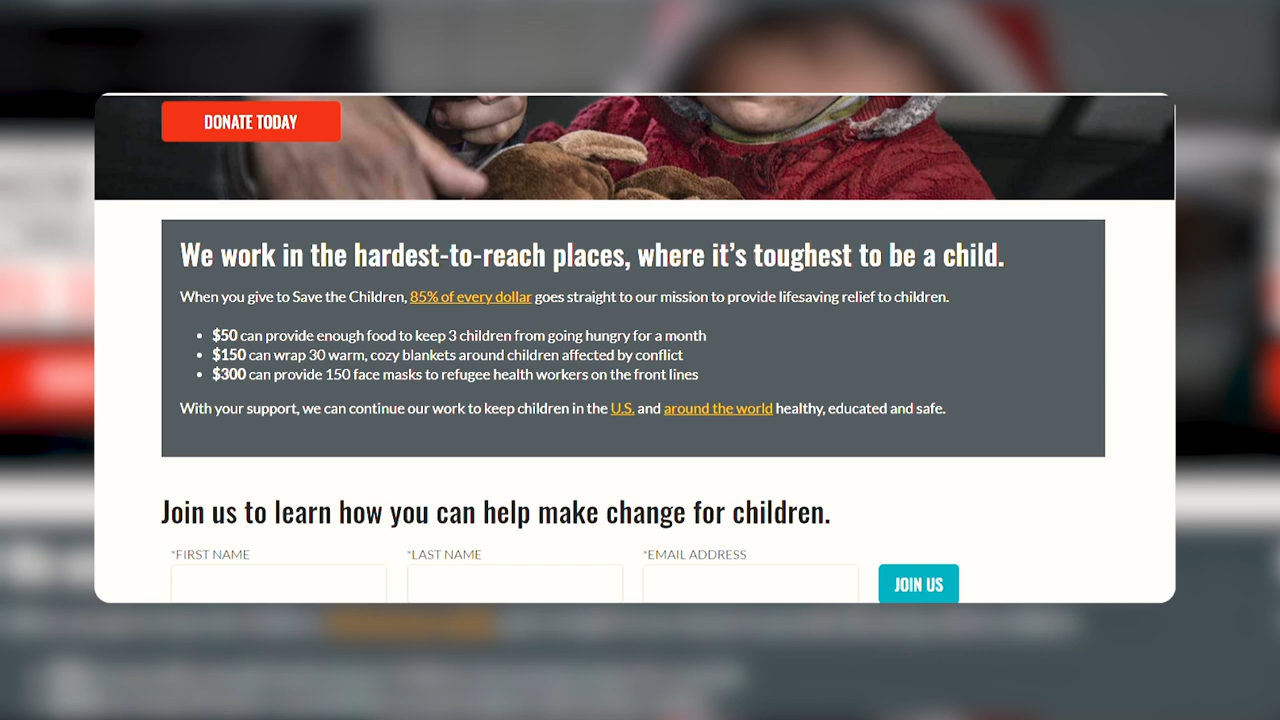 DONATE TODAY
We work in the hardest-to-reach places, where it’s toughest to be a child.
When you give to Save the Children, 85% of every dollar goes straight to our mission to provide lifesaving relief to children.
• $50 can provide enough food to keep 3 children from going hungry for a month
• $150 can wrap 30 warm, cozy blankets around children affected by conflict
• $300 can provide 150 face masks to refugee health workers on the front lines
With your support, we can continue our work to keep children in the U.S. and around the world healthy, educated and safe.
Join us to learn how you can help make change for children.
*FIRST NAME *LAST NAME *EMAIL ADDRESS
JOIN US